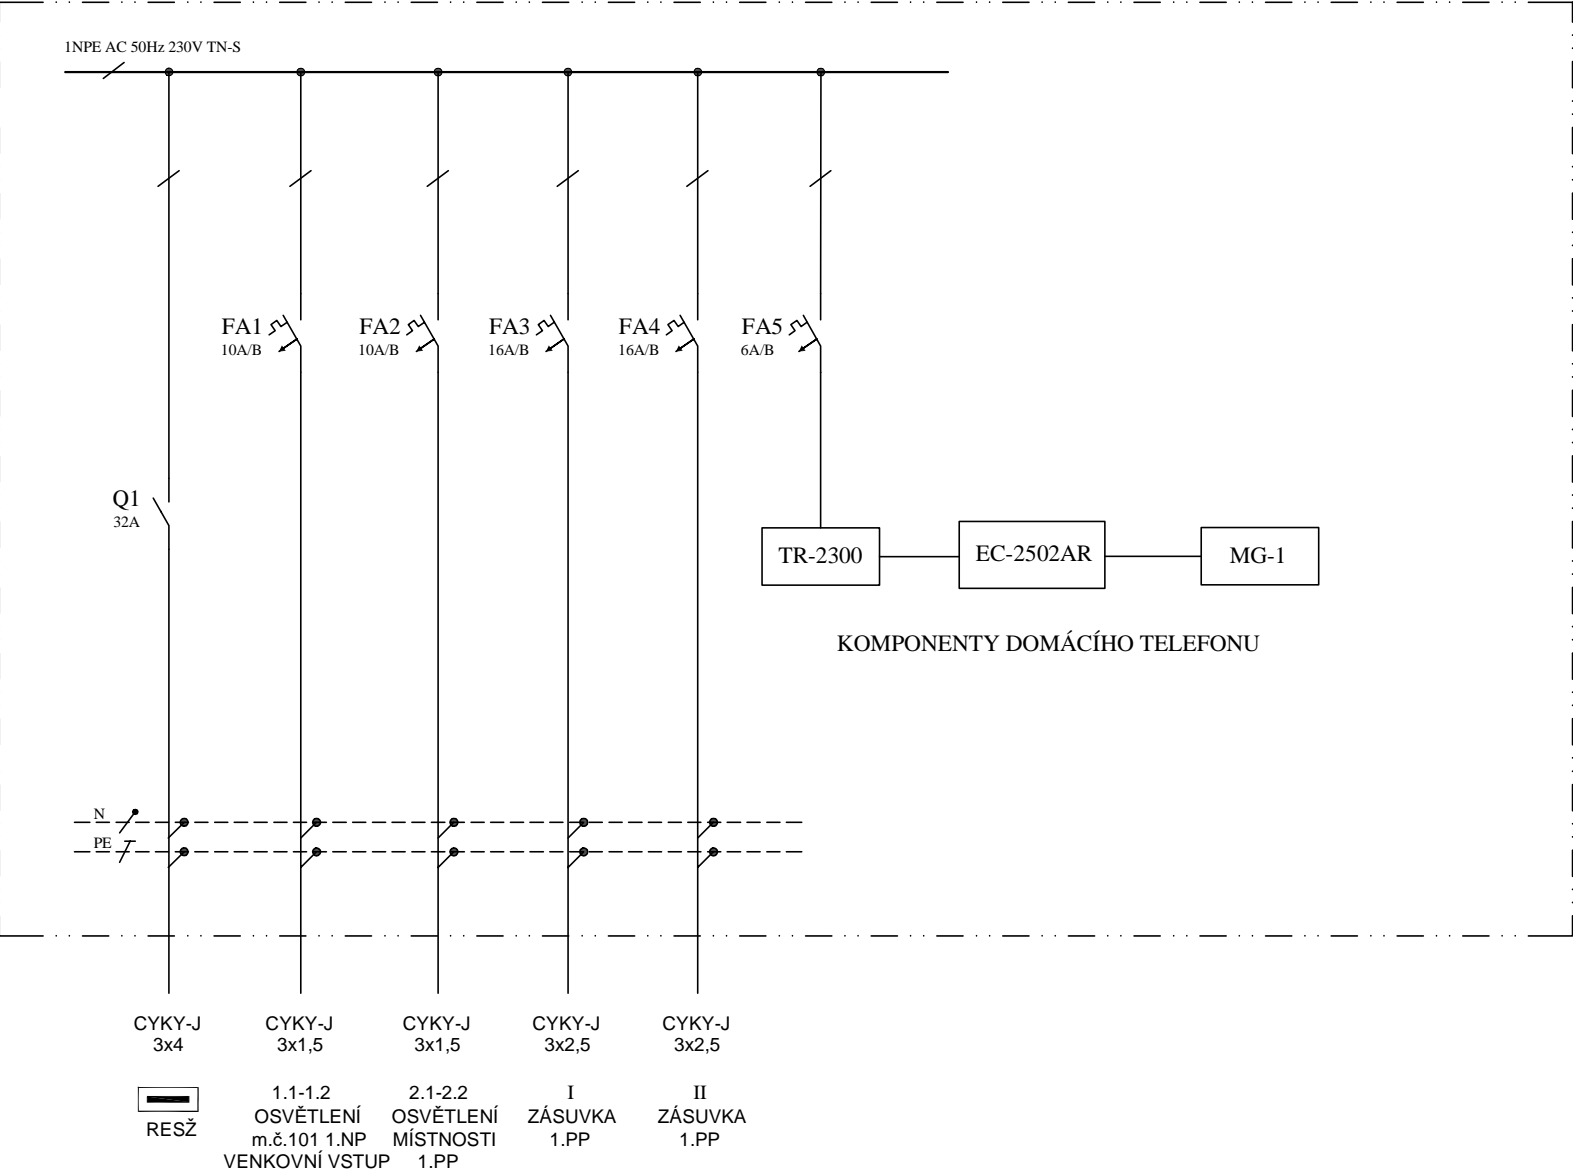 1NPE AC 50Hz 230V TN-S
FA1
10A/B
FA2
10A/B
FA3
16A/B
FA4
16A/B
FA5
6A/B
Q1
32A
TR-2300
EC-2502AR
MG-1
KOMPONENTY DOMÁCÍHO TELEFONU
N
PE
CYKY-J
3x4
CYKY-J
3x1,5
CYKY-J
3x1,5
CYKY-J
3x2,5
CYKY-J
3x2,5
RESŽ
1.1-1.2
OSVĚTLENÍ
m.č.101 1.NP
VENKOVNÍ VSTUP
2.1-2.2
OSVĚTLENÍ
MÍSTNOSTI
1.PP
I
ZÁSUVKA
1.PP
II
ZÁSUVKA
1.PP